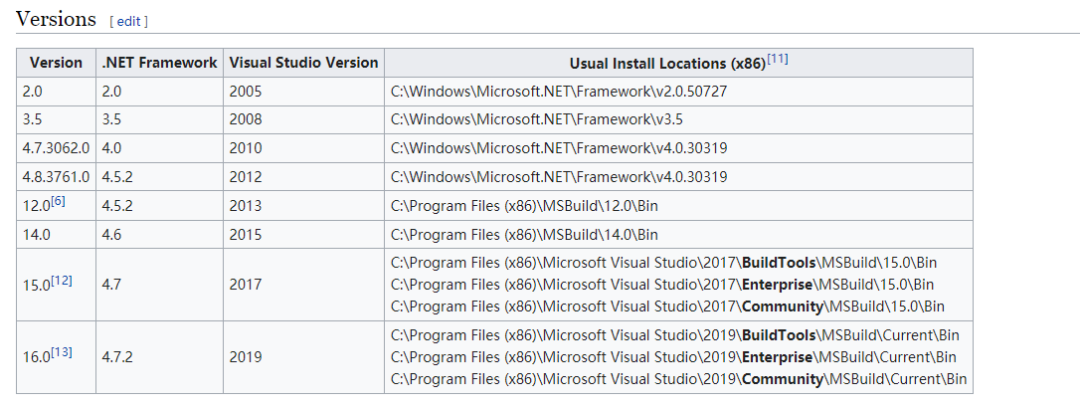 Versions [ edit ]
Version .NET Framework Visual Studio Version Usual Install Locations (x86)[11]
2.0 2.0 2005 C:\Windows\Microsoft.NET\Framework\v2.0.50727
3.5 3.5 2008 C:\Windows\Microsoft.NET\Framework\v3.5
4.7.3062.0 4.0 2010 C:\Windows\Microsoft.NET\Framework\v4.0.30319
4.8.3761.0 4.5.2 2012 C:\Windows\Microsoft.NET\Framework\v4.0.30319
12.0[6] 4.5.2 2013 C:\Program Files (x86)\MSBuild\12.0\Bin
14.0 4.6 2015 C:\Program Files (x86)\MSBuild\14.0\Bin
C:\Program Files (x86)\Microsoft Visual Studio\2017\BuildTools\MSBuild\15.0\Bin
15.0[12] 4.7 2017 C:\Program Files (x86)\Microsoft Visual Studio\2017\Enterprise\MSBuild\15.0\Bin
C:\Program Files (x86)\Microsoft Visual Studio\2017\Community\MSBuild\15.0\Bin
C:\Program Files (x86)\Microsoft Visual Studio\2019\BuildTools\MSBuild\Current\Bin
16.0[13] 4.7.2 2019 C:\Program Files (x86)\Microsoft Visual Studio\2019\Enterprise\MSBuild\Current\Bin
C:\Program Files (x86)\Microsoft Visual Studio\2019\Community\MSBuild\Current\Bin